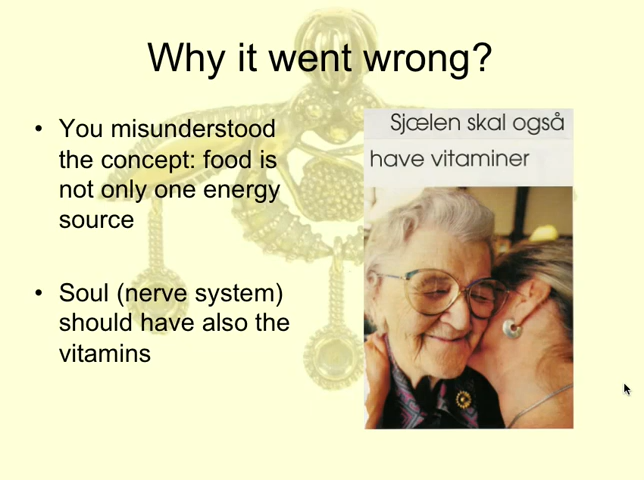 Why it went wrong?
• You misunderstood
the concept: food is
not only one energy
source
• Soul (nerve system)
should have also the
vitamins
Sjælen skal også
have vitaminer